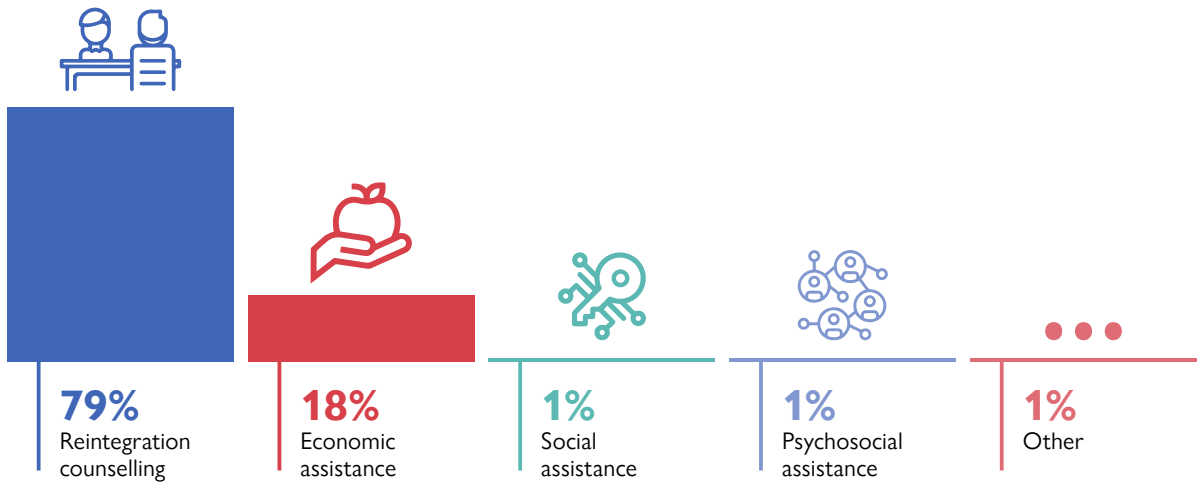 79%
Reintegration
counselling
18%
Economic
assistance
1%
Social
assistance
1%
Psychosocial
assistance
1%
Other